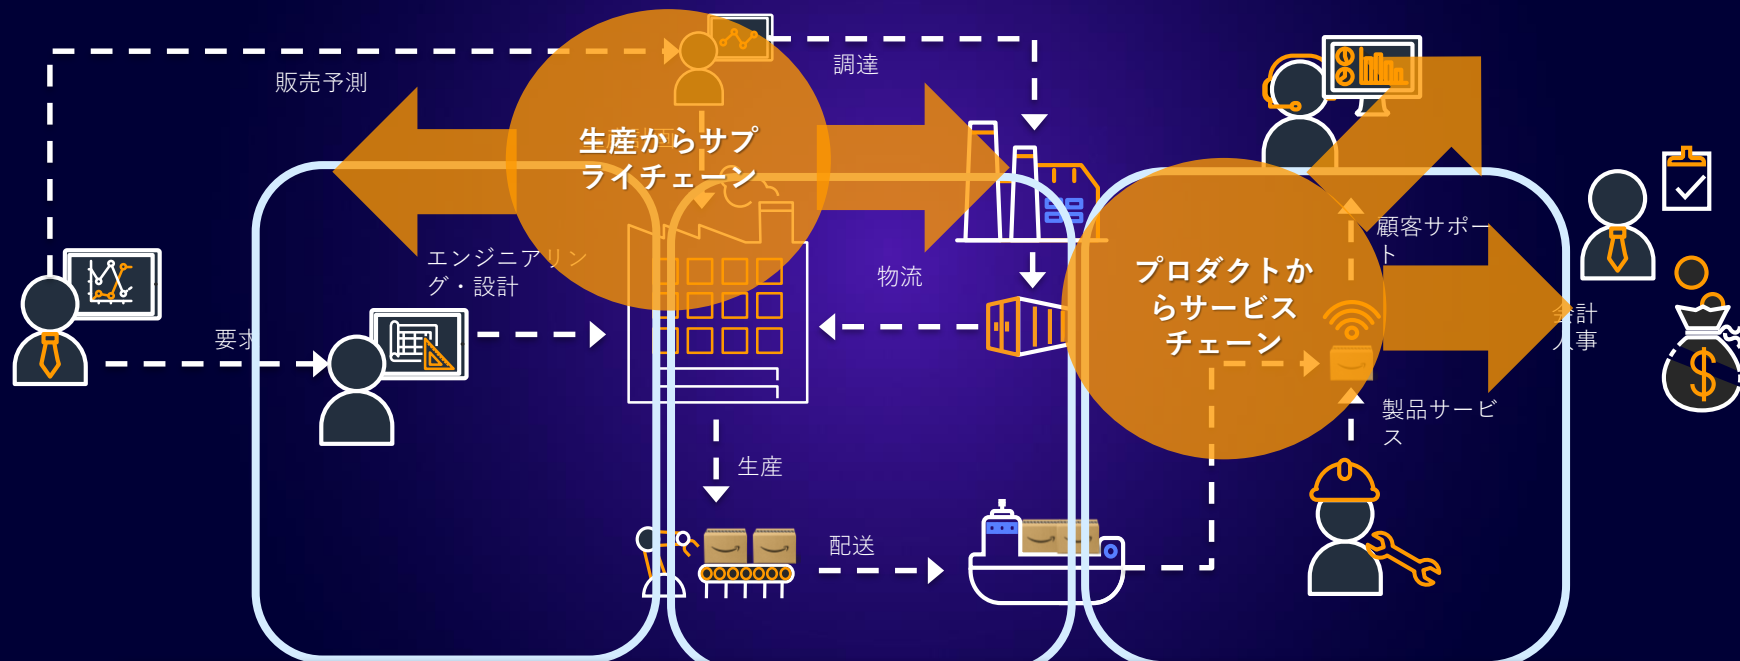 販売予測
調達
生産からサプ
ライチェーン
顧客サポー
ト
エンジニアリン
グ・設計
物流
プロダクトか
らサービス
チェーン
会計
人事
要求
製品サービ
ス
生産
配送